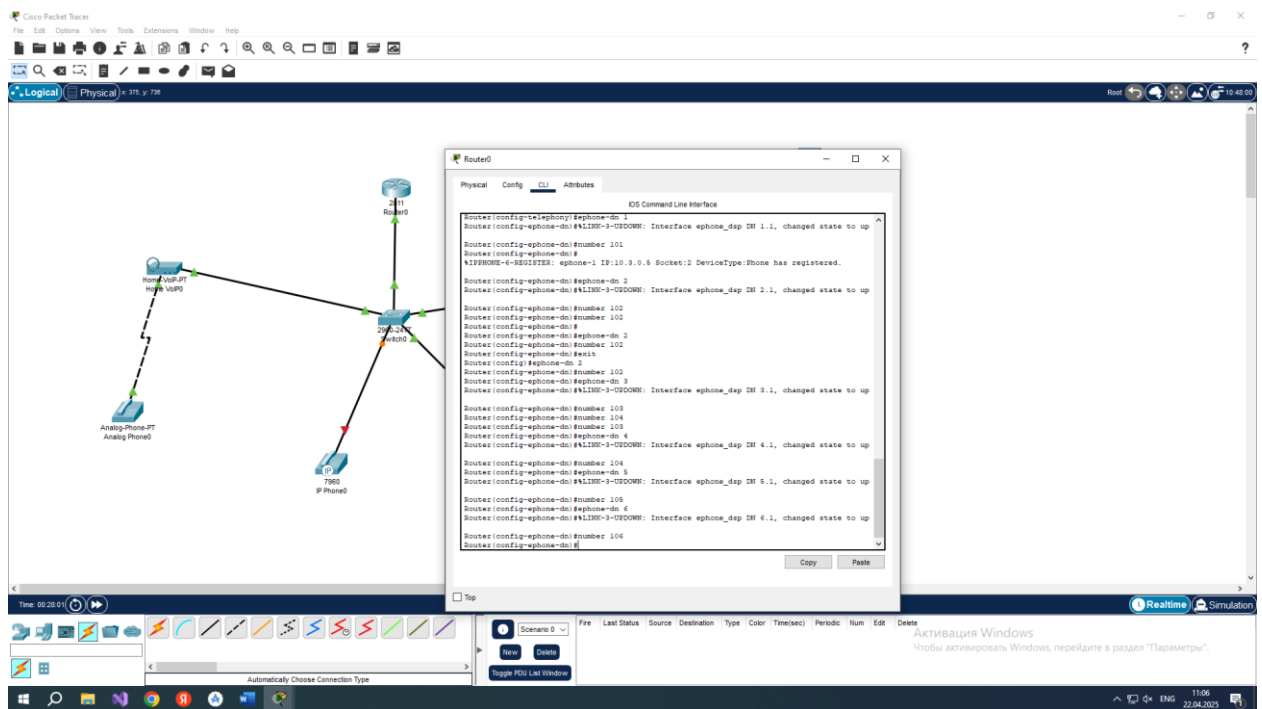 Cisco Packet Tracer
File Edit Options View Tools Extensions Window Help
?
Logical Physical x: 375, y: 736
Root 10:48:00
2811
Router0
Home-VoIP-PT
Home VoIP0
2960-24TT
Switch0
Analog-Phone-PT
Analog Phone0
IP
7960
IP Phone0
Router0
Physical Config CLI Attributes
IOS Command Line Interface
Router(config-telephony)#ephone-dn 1
Router(config-ephone-dn)#%LINK-3-UPDOWN: Interface ephone_dsp DN 1.1, changed state to up
Router(config-ephone-dn)#number 101
Router(config-ephone-dn)#
%IPPHONE-6-REGISTER: ephone-1 IP:10.3.0.5 Socket:2 DeviceType:Phone has registered.
Router(config-ephone-dn)#ephone-dn 2
Router(config-ephone-dn)#%LINK-3-UPDOWN: Interface ephone_dsp DN 2.1, changed state to up
Router(config-ephone-dn)#number 102
Router(config-ephone-dn)#number 102
Router(config-ephone-dn)#
Router(config-ephone-dn)#ephone-dn 2
Router(config-ephone-dn)#number 102
Router(config-ephone-dn)#exit
Router(config)#ephone-dn 2
Router(config-ephone-dn)#number 102
Router(config-ephone-dn)#ephone-dn 3
Router(config-ephone-dn)#%LINK-3-UPDOWN: Interface ephone_dsp DN 3.1, changed state to up
Router(config-ephone-dn)#number 103
Router(config-ephone-dn)#number 104
Router(config-ephone-dn)#number 103
Router(config-ephone-dn)#ephone-dn 4
Router(config-ephone-dn)#%LINK-3-UPDOWN: Interface ephone_dsp DN 4.1, changed state to up
Router(config-ephone-dn)#number 104
Router(config-ephone-dn)#ephone-dn 5
Router(config-ephone-dn)#%LINK-3-UPDOWN: Interface ephone_dsp DN 5.1, changed state to up
Router(config-ephone-dn)#number 105
Router(config-ephone-dn)#ephone-dn 6
Router(config-ephone-dn)#%LINK-3-UPDOWN: Interface ephone_dsp DN 6.1, changed state to up
Router(config-ephone-dn)#number 106
Router(config-ephone-dn)#
Copy Paste
Top
Time: 00:28:01
Realtime Simulation
Scenario 0
New Delete
Toggle PDU List Window
Fire Last Status Source Destination Type Color Time(sec) Periodic Num Edit Delete
Активация Windows
Чтобы активировать Windows, перейдите в раздел "Параметры".
Automatically Choose Connection Type
ENG
11:06
22.04.2025